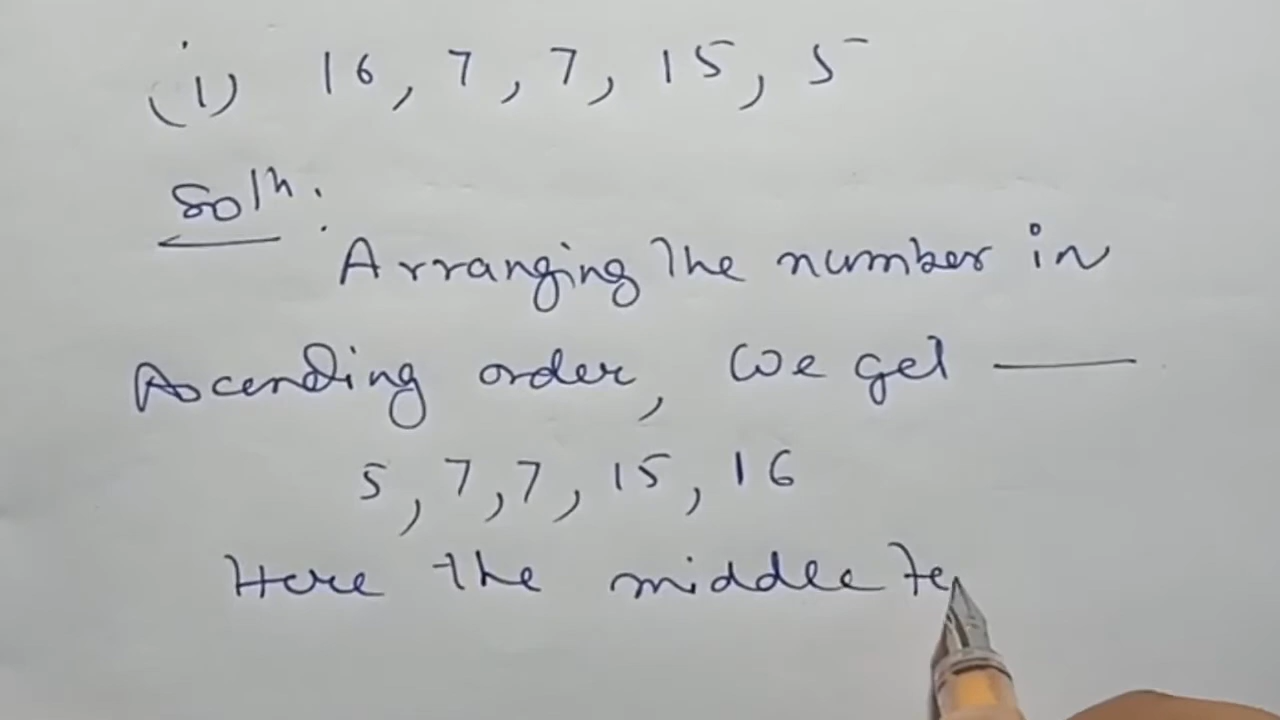 (i) 16, 7, 7, 15, 5
Soln.
Arranging the number in
Ascending order, we get —
5, 7, 7, 15, 16
Here the middle te